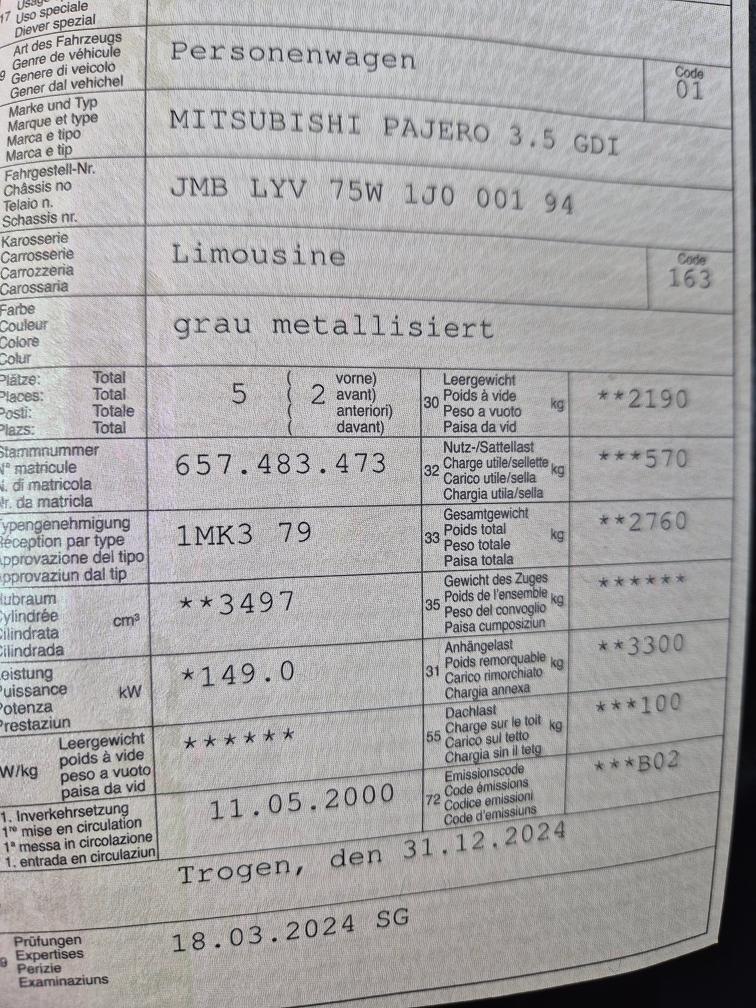 17 Usage spécial
Uso speciale
Diever spezial
Art des Fahrzeugs
Genre de véhicule
Genere di veicolo
Gener dal vehichel
Personenwagen
Code
01
Marke und Typ
Marque et type
Marca e tipo
Marca e tip
MITSUBISHI PAJERO 3.5 GDI
Fahrgestell-Nr.
Châssis no
Telaio n.
Schassis nr.
JMB LYV 75W 1J0 001 94
Karosserie
Carrosserie
Carrozzeria
Carossaria
Limousine
Code
163
Farbe
Couleur
Colore
Colur
grau metallisiert
Plätze: Total
Places: Total
Posti: Totale
Plazs: Total
5 ( 2 vorne)
( avant)
( anteriori)
( davant)
30 Leergewicht
Poids à vide
Peso a vuoto
Paisa da vid
kg
**2190
Stammnummer
N° matricule
N. di matricola
Nr. da matricla
657.483.473
32 Nutz-/Sattellast
Charge utile/sellette
Carico utile/sella
Chargia utila/sella
kg
***570
Typengenehmigung
Réception par type
Approvazione del tipo
Approvaziun dal tip
1MK3 79
33 Gesamtgewicht
Poids total
Peso totale
Paisa totala
kg
**2760
Hubraum
Cylindrée
Cilindrata
Cilindrada
cm³
**3497
35 Gewicht des Zuges
Poids de l'ensemble
Peso del convoglio
Paisa cumposiziun
kg
******
Leistung
Puissance
Potenza
Prestaziun
kW
*149.0
31 Anhängelast
Poids remorquable
Carico rimorchiato
Chargia annexa
kg
**3300
W/kg
Leergewicht
poids à vide
peso a vuoto
paisa da vid
******
55 Dachlast
Charge sur le toit
Carico sul tetto
Chargia sin il tetg
kg
***100
1. Inverkehrsetzung
1re mise en circulation
1a messa in circolazione
1. entrada en circulaziun
11.05.2000
72 Emissionscode
Code émissions
Codice emissioni
Code d'emissiuns
***B02
Trogen, den 31.12.2024
Prüfungen
Expertises
Perizie
Examinaziuns
18.03.2024 SG